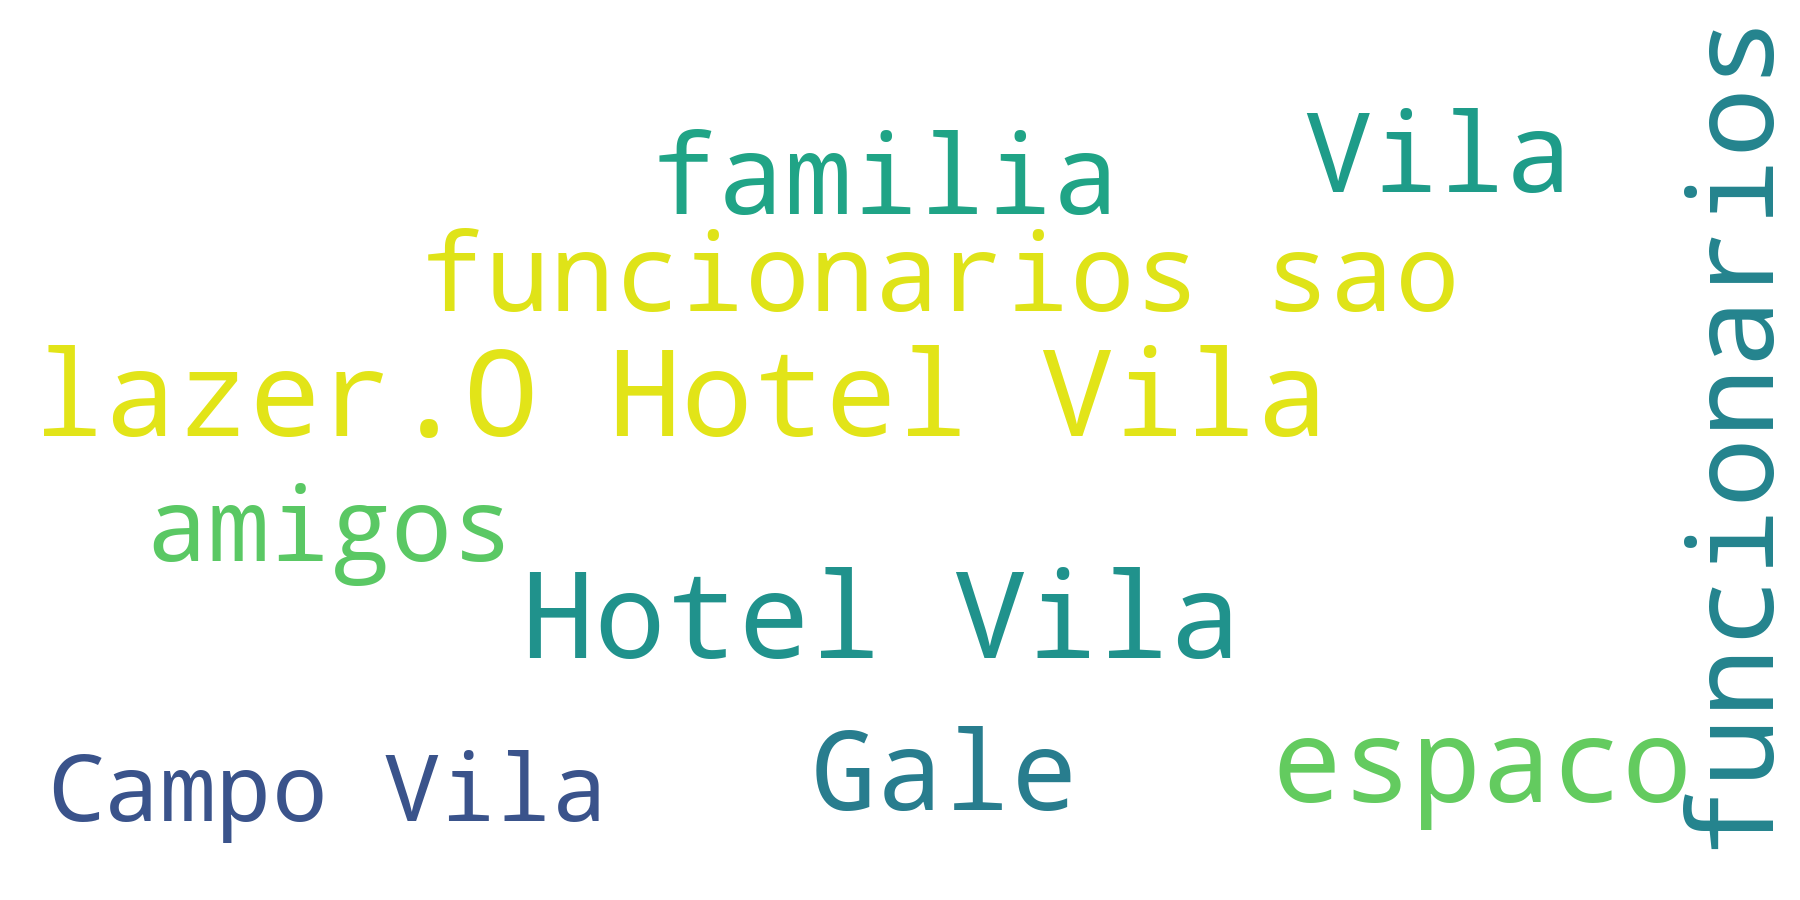 familia
Vila
funcionarios sao
lazer.O Hotel Vila
amigos
Hotel Vila
Campo Vila
Gale
espaco
funcionarios